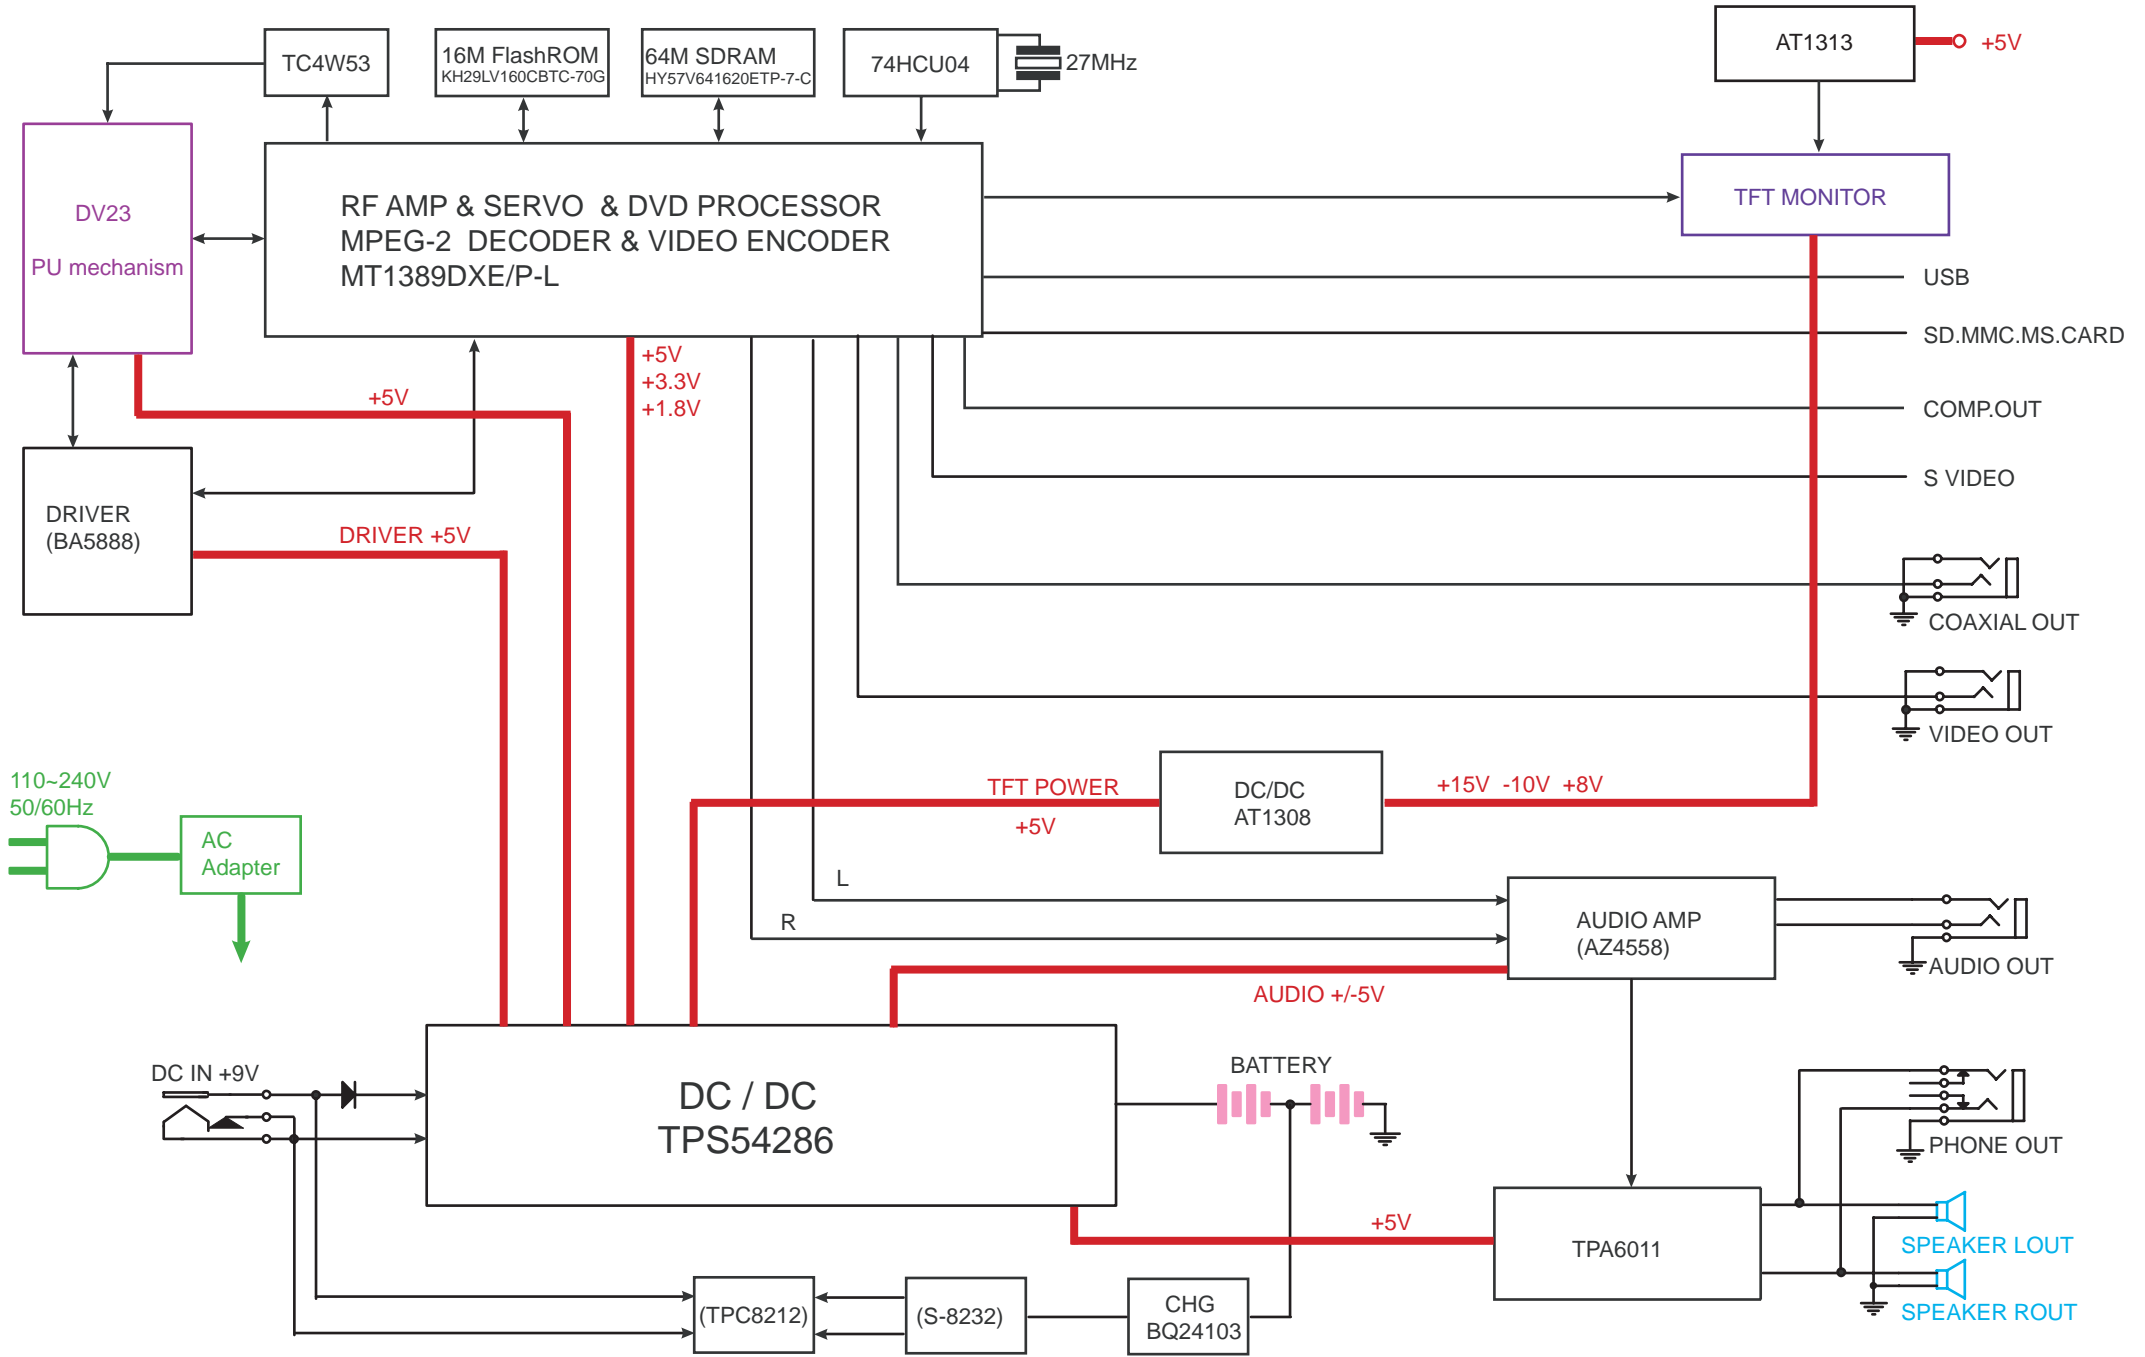 TC4W53
16M FlashROM
KH29LV160CBTC-70G
64M SDRAM
HY57V641620ETP-7-C
74HCU04
27MHz
AT1313
+5V
DV23
PU mechanism
RF AMP & SERVO & DVD PROCESSOR
MPEG-2 DECODER & VIDEO ENCODER
MT1389DXE/P-L
TFT MONITOR
USB
SD.MMC.MS.CARD
COMP.OUT
S VIDEO
+5V
+5V
+3.3V
+1.8V
DRIVER
(BA5888)
DRIVER +5V
COAXIAL OUT
VIDEO OUT
110~240V
50/60Hz
AC
Adapter
TFT POWER
+5V
DC/DC
AT1308
+15V -10V +8V
L
R
AUDIO AMP
(AZ4558)
AUDIO OUT
AUDIO +/-5V
DC IN +9V
DC / DC
TPS54286
BATTERY
PHONE OUT
+5V
TPA6011
SPEAKER LOUT
SPEAKER ROUT
(TPC8212)
(S-8232)
CHG
BQ24103